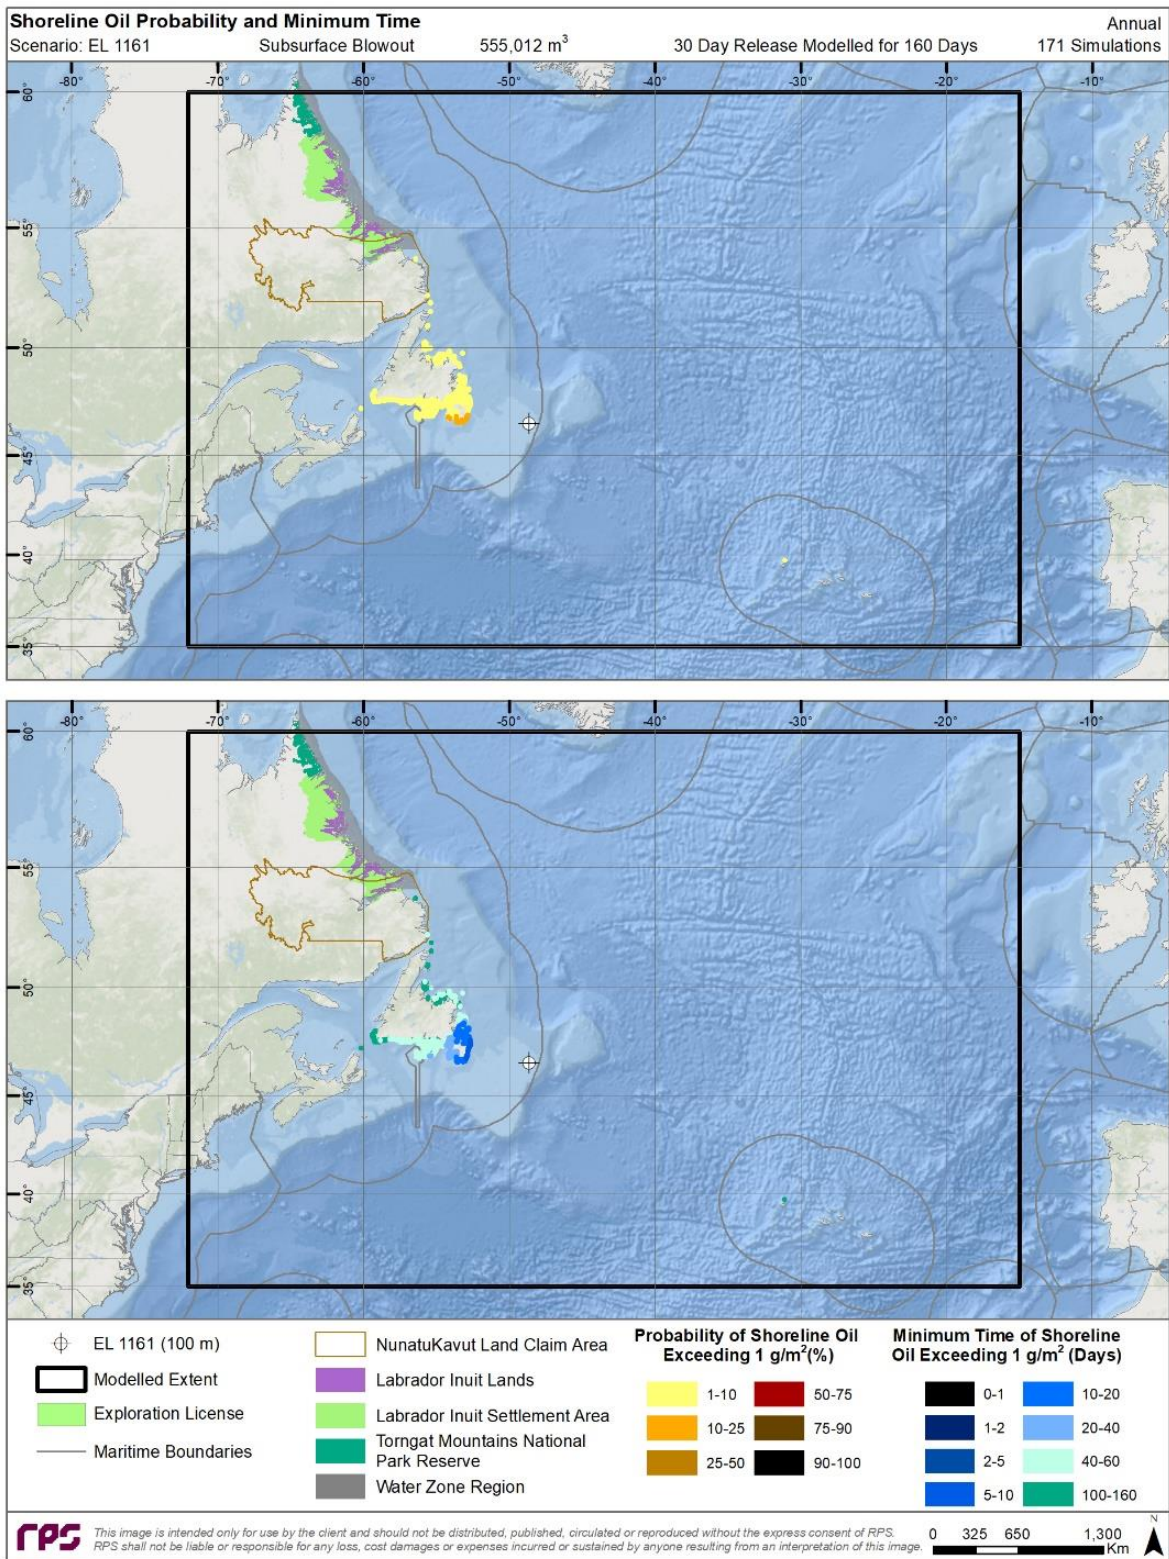 Shoreline Oil Probability and Minimum Time
Annual
Scenario: EL 1161 Subsurface Blowout 555,012 m³ 30 Day Release Modelled for 160 Days 171 Simulations
-80° -70° -60° -50° -40° -30° -20° -10°
60°
55°
50°
45°
40°
35°
-80° -70° -60° -50° -40° -30° -20° -10°
60°
55°
50°
45°
40°
35°
EL 1161 (100 m)
Modelled Extent
Exploration License
Maritime Boundaries
NunatuKavut Land Claim Area
Labrador Inuit Lands
Labrador Inuit Settlement Area
Torngat Mountains National
Park Reserve
Water Zone Region
Probability of Shoreline Oil
Exceeding 1 g/m²(%)
1-10 50-75
10-25 75-90
25-50 90-100
Minimum Time of Shoreline
Oil Exceeding 1 g/m² (Days)
0-1 10-20
1-2 20-40
2-5 40-60
5-10 100-160
rps
This image is intended only for use by the client and should not be distributed, published, circulated or reproduced without the express consent of RPS.
RPS shall not be liable or responsible for any loss, cost damages or expenses incurred or sustained by anyone resulting from an interpretation of this image.
0 325 650 1,300
Km
N